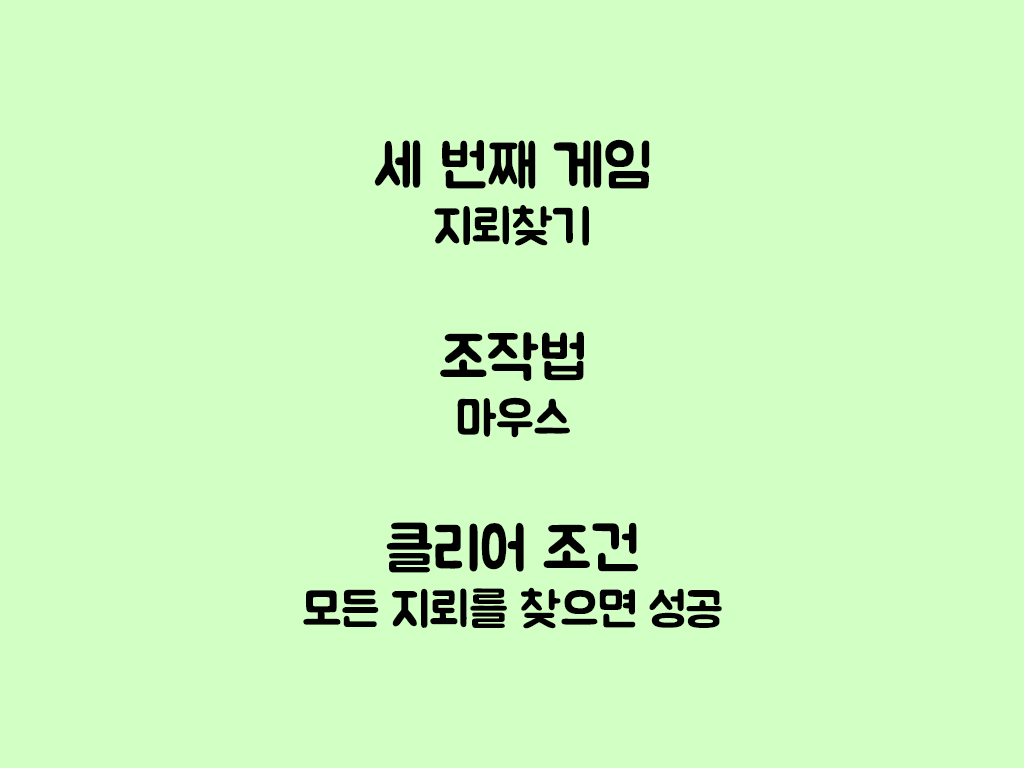 세 번째 게임
지뢰찾기
조작법
마우스
클리어 조건
모든 지뢰를 찾으면 성공